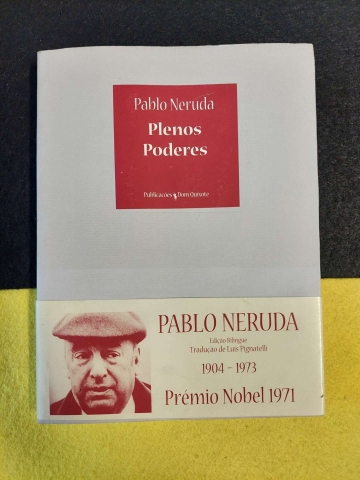 Pablo Neruda
Plenos
Poderes
Publicações Dom Quixote
PABLO NERUDA
Edição Bilingue
Tradução de Luis Pignatelli
1904 – 1973
Prémio Nobel 1971